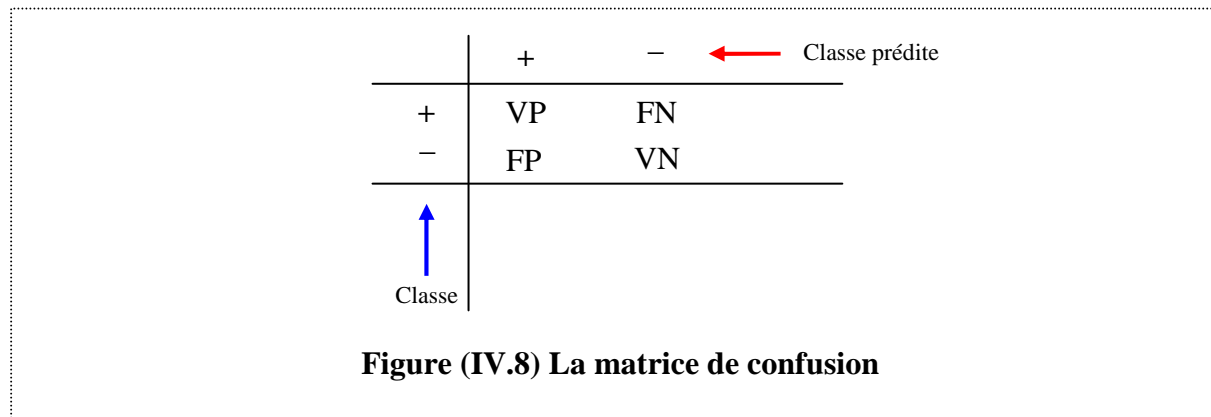 + − Classe prédite
+ VP FN
− FP VN
Classe
Figure (IV.8) La matrice de confusion